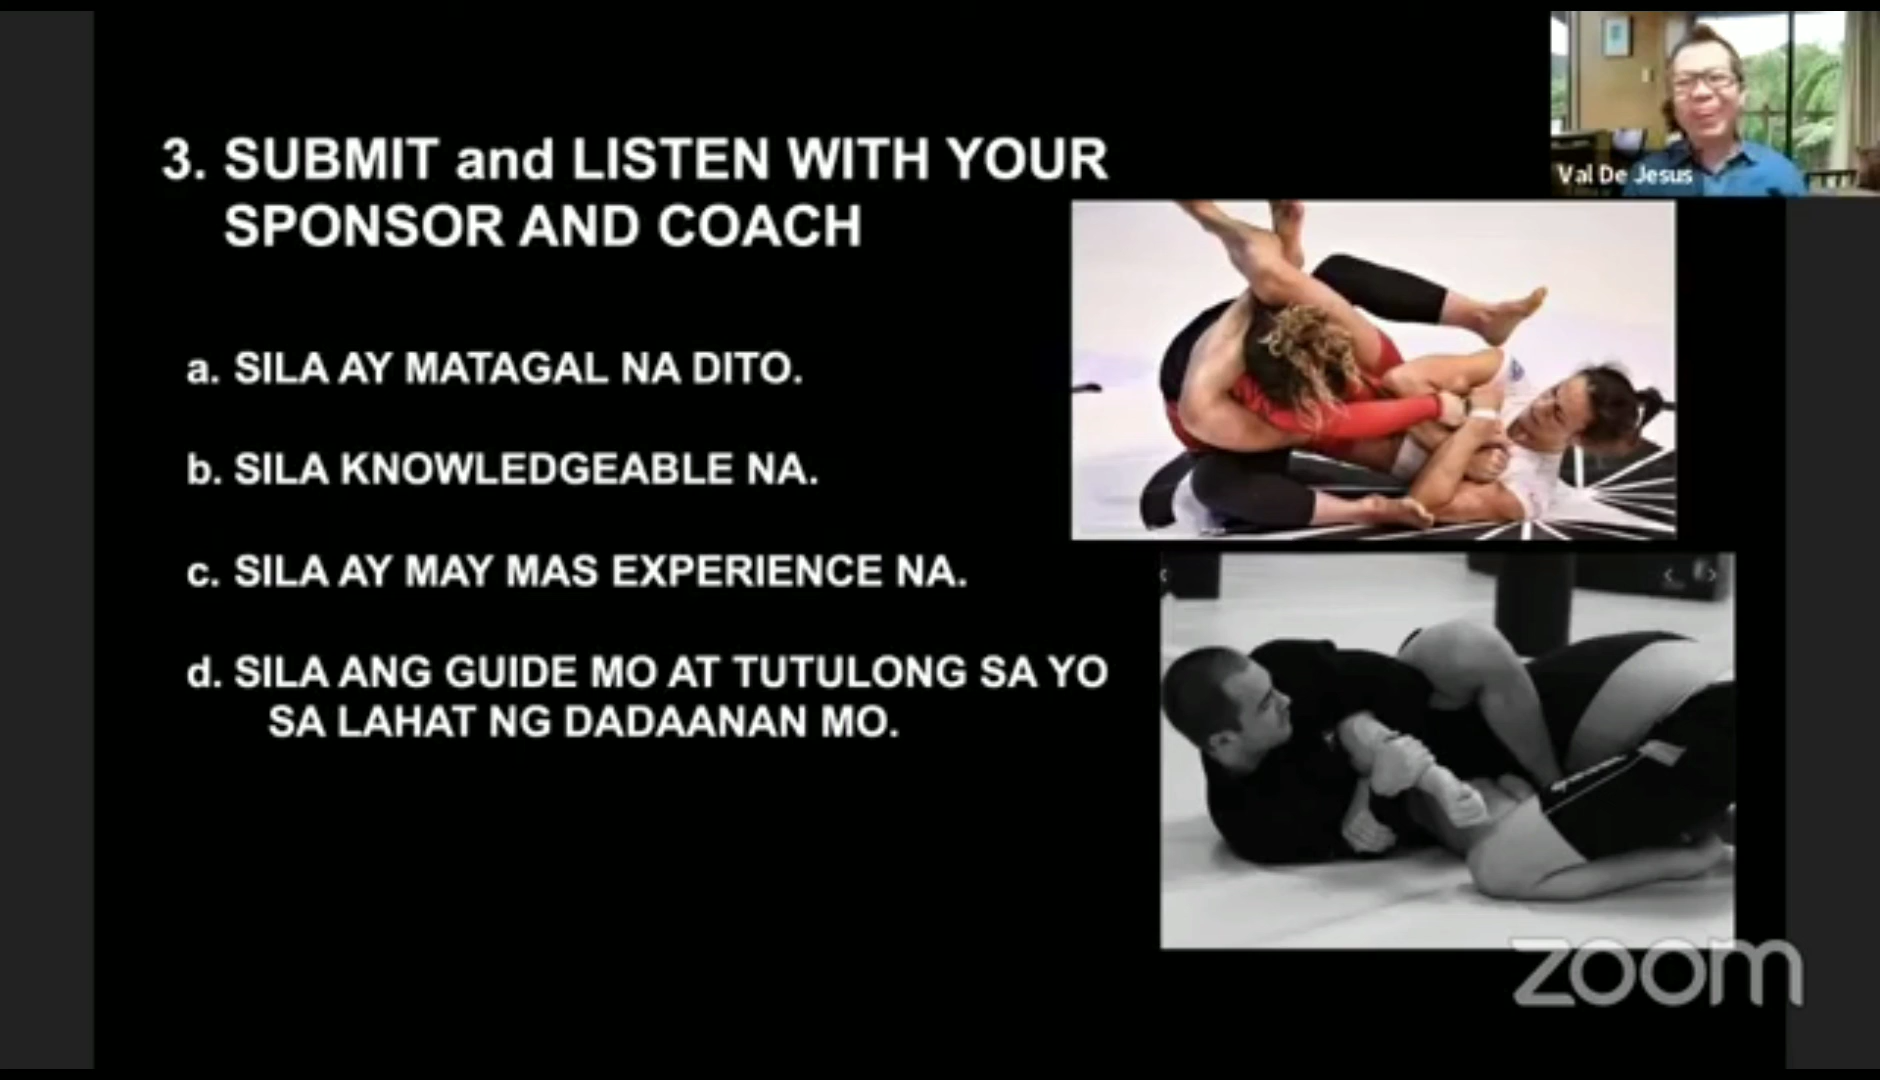 Val De Jesus
3. SUBMIT and LISTEN WITH YOUR
SPONSOR AND COACH
a. SILA AY MATAGAL NA DITO.
b. SILA KNOWLEDGEABLE NA.
c. SILA AY MAY MAS EXPERIENCE NA.
d. SILA ANG GUIDE MO AT TUTULONG SA YO
SA LAHAT NG DADAANAN MO.
zoom